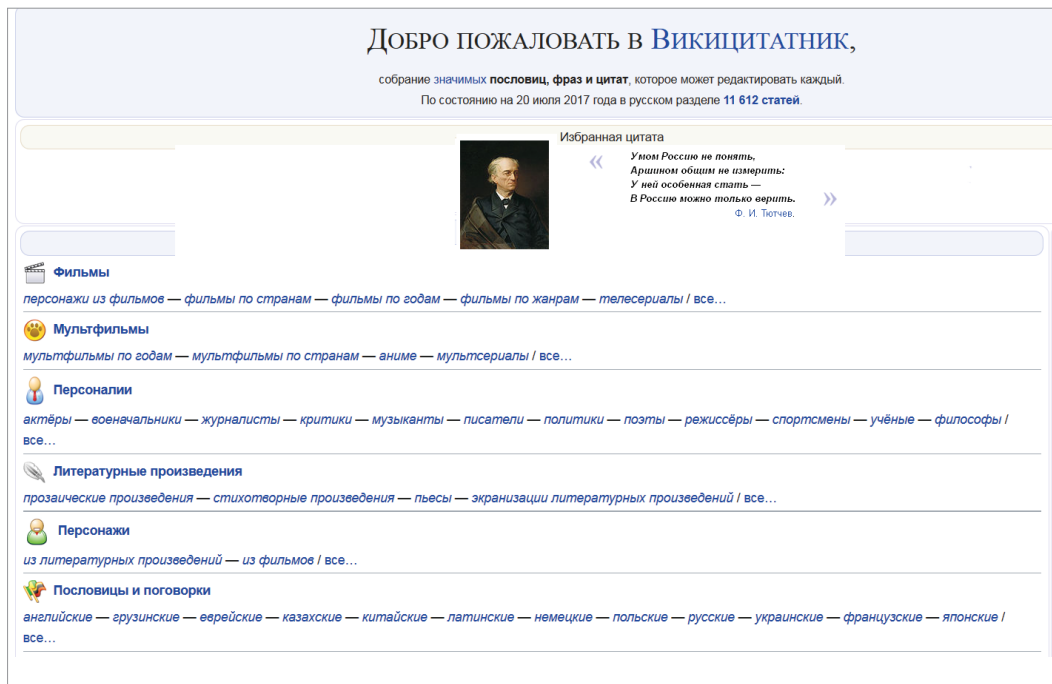 Добро пожаловать в Викицитатник,
собрание значимых пословиц, фраз и цитат, которое может редактировать каждый.
По состоянию на 20 июля 2017 года в русском разделе 11 612 статей.
Избранная цитата
« Умом Россию не понять,
Аршином общим не измерить:
У ней особенная стать —
В Россию можно только верить. »
Ф. И. Тютчев.
Фильмы
персонажи из фильмов — фильмы по странам — фильмы по годам — фильмы по жанрам — телесериалы / все…
Мультфильмы
мультфильмы по годам — мультфильмы по странам — аниме — мультсериалы / все…
Персоналии
актёры — военачальники — журналисты — критики — музыканты — писатели — политики — поэты — режиссёры — спортсмены — учёные — философы /
все…
Литературные произведения
прозаические произведения — стихотворные произведения — пьесы — экранизации литературных произведений / все…
Персонажи
из литературных произведений — из фильмов / все…
Пословицы и поговорки
английские — грузинские — еврейские — казахские — китайские — латинские — немецкие — польские — русские — украинские — французские — японские /
все…